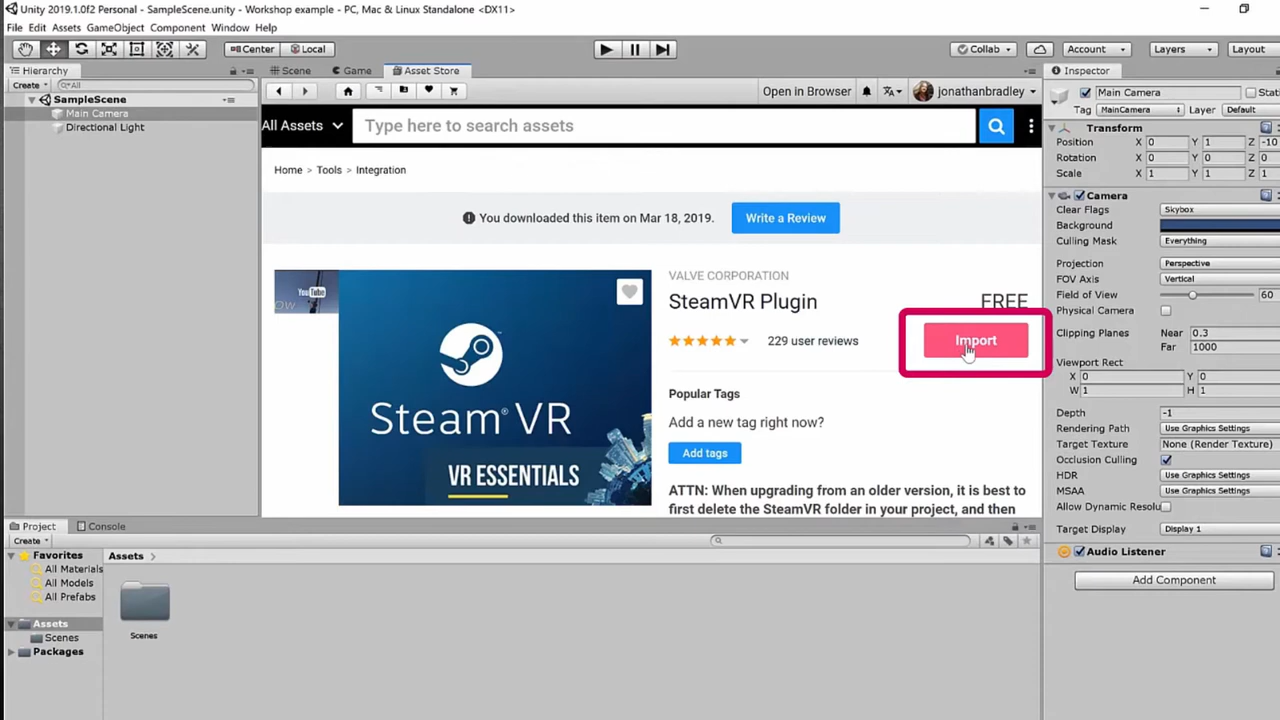 Unity 2019.1.0f2 Personal - SampleScene.unity - Workshop example - PC, Mac & Linux Standalone <DX11>
File Edit Assets GameObject Component Window Help
Center Local Collab Account Layers Layout
Hierarchy
Create All
SampleScene
Main Camera
Directional Light
Scene Game Asset Store
Open in Browser jonathanbradley
All Assets Type here to search assets
Home > Tools > Integration
You downloaded this item on Mar 18, 2019. Write a Review
You Tube
Steam® VR
VR ESSENTIALS
VALVE CORPORATION
SteamVR Plugin FREE
229 user reviews Import
Popular Tags
Add a new tag right now?
Add tags
ATTN: When upgrading from an older version, it is best to
first delete the SteamVR folder in your project, and then
Inspector
Main Camera Stati
Tag MainCamera Layer Default
Transform
Position X 0 Y 1 Z -10
Rotation X 0 Y 0 Z 0
Scale X 1 Y 1 Z 1
Camera
Clear Flags Skybox
Background
Culling Mask Everything
Projection Perspective
FOV Axis Vertical
Field of View 60
Physical Camera
Clipping Planes Near 0.3
Far 1000
Viewport Rect
X 0 Y 0
W 1 H 1
Depth -1
Rendering Path Use Graphics Settings
Target Texture None (Render Texture)
Occlusion Culling
HDR Use Graphics Settings
MSAA Use Graphics Settings
Allow Dynamic Resolu
Target Display Display 1
Audio Listener
Add Component
Project Console
Create
Favorites
All Materials
All Models
All Prefabs
Assets
Scenes
Packages
Assets >
Scenes